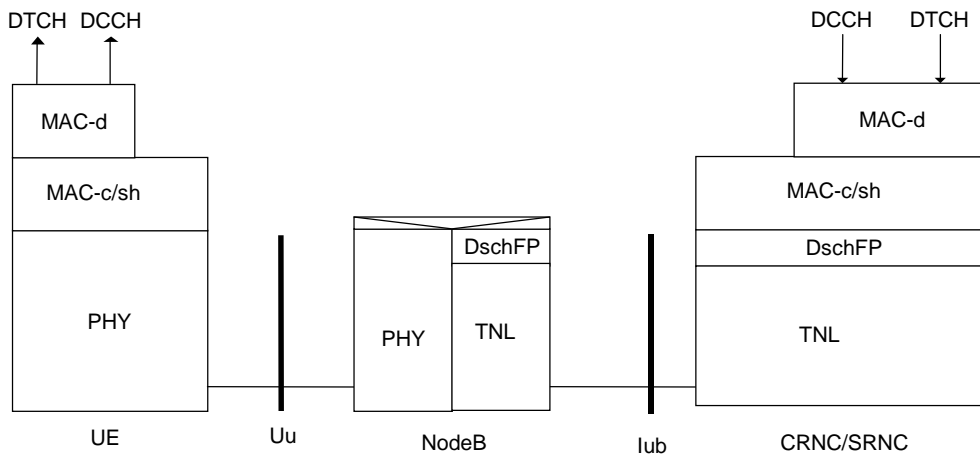 DTCH DCCH
DCCH DTCH
MAC-d
MAC-d
MAC-c/sh
MAC-c/sh
DschFP
DschFP
PHY
PHY
TNL
TNL
UE
Uu
NodeB
Iub
CRNC/SRNC